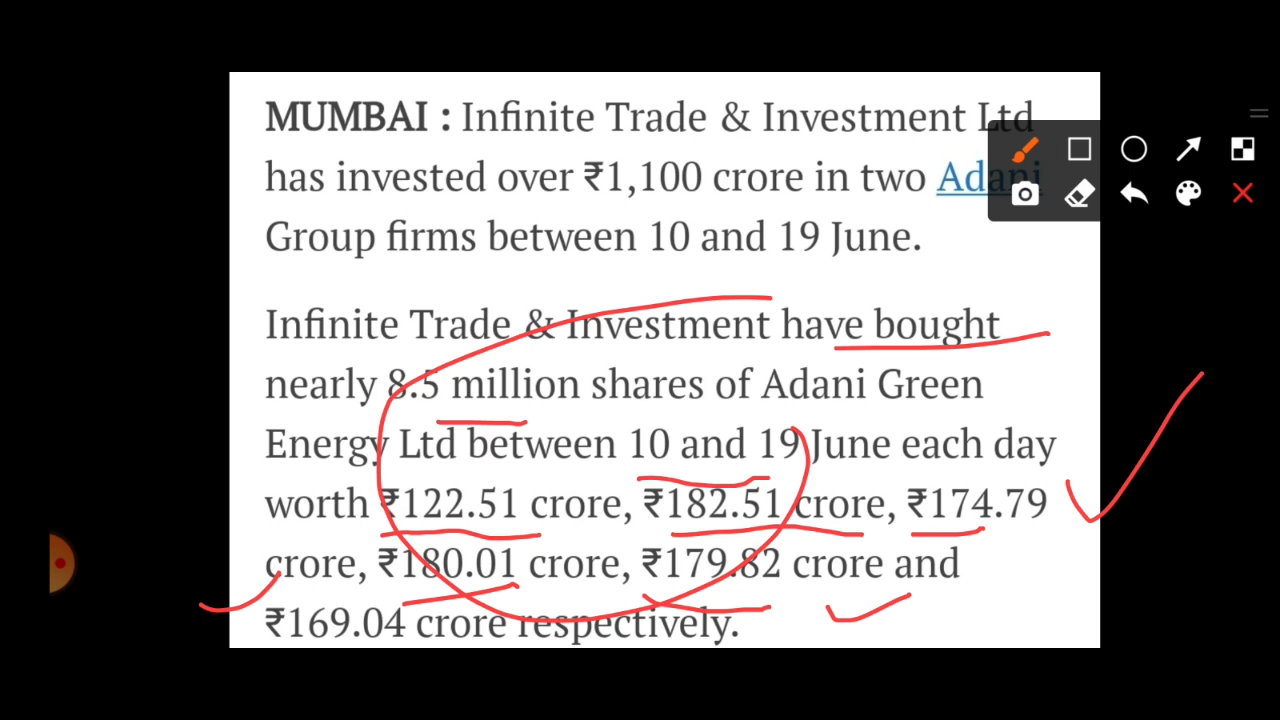 MUMBAI : Infinite Trade & Investment Ltd
has invested over ₹1,100 crore in two Adani
Group firms between 10 and 19 June.
Infinite Trade & Investment have bought
nearly 8.5 million shares of Adani Green
Energy Ltd between 10 and 19 June each day
worth ₹122.51 crore, ₹182.51 crore, ₹174.79
crore, ₹180.01 crore, ₹179.82 crore and
₹169.04 crore respectively.